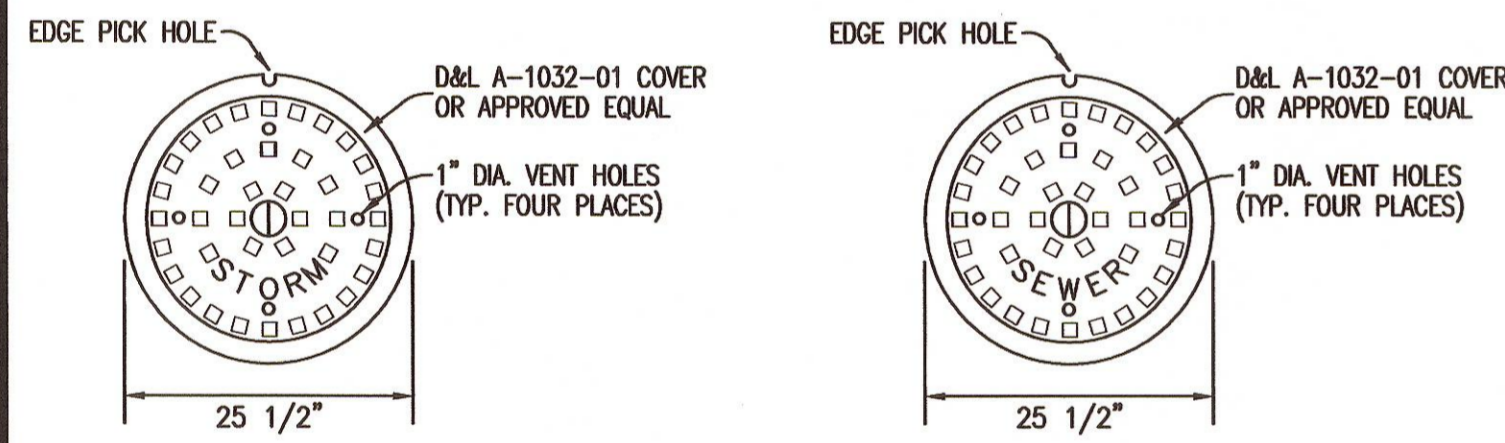 EDGE PICK HOLE
D&L A-1032-01 COVER
OR APPROVED EQUAL
1" DIA. VENT HOLES
(TYP. FOUR PLACES)
STORM
25 1/2"
EDGE PICK HOLE
D&L A-1032-01 COVER
OR APPROVED EQUAL
1" DIA. VENT HOLES
(TYP. FOUR PLACES)
SEWER
25 1/2"